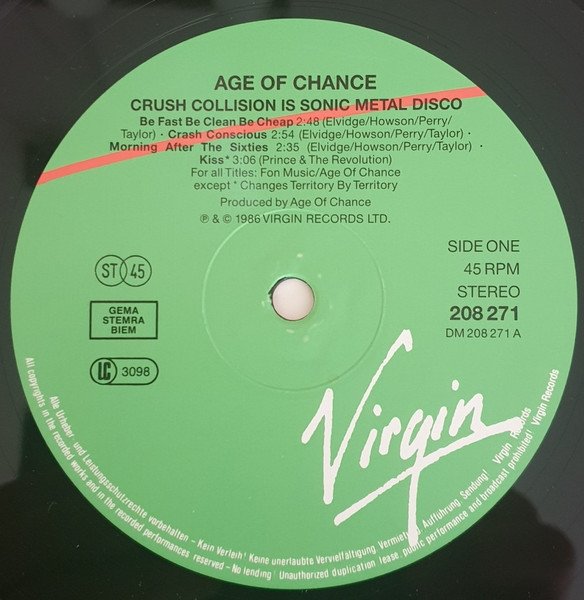 AGE OF CHANCE
CRUSH COLLISION IS SONIC METAL DISCO
Be Fast Be Clean Be Cheap 2:48 (Elvidge/Howson/Perry/
Taylor) · Crash Conscious 2:54 (Elvidge/Howson/Perry/Taylor) ·
Morning After The Sixties 2:35 (Elvidge/Howson/Perry/Taylor) ·
Kiss* 3:06 (Prince & The Revolution)
For all Titles: Fon Music/Age Of Chance
except * Changes Territory By Territory
Produced by Age Of Chance
℗ & © 1986 VIRGIN RECORDS LTD.
ST 45
GEMA
STEMRA
BIEM
LC 3098
SIDE ONE
45 RPM
STEREO
208 271
DM 208 271 A
Virgin
Alle Urheber- und Leistungsschutzrechte vorbehalten – Kein Verleih! Keine unerlaubte Vervielfältigung, Vermietung, Aufführung, Sendung! Virgin Records
All copyrights in the recorded works and in the recorded performances reserved – No lending! Unauthorized duplication, lease, public performance and broadcast prohibited! Virgin Records